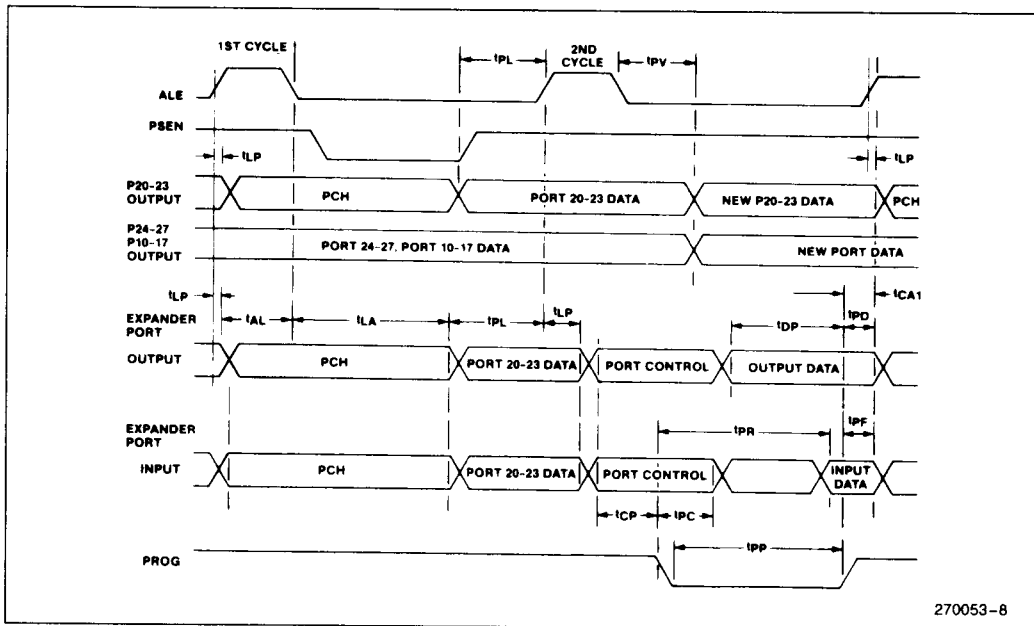 1ST CYCLE
tPL
2ND CYCLE
tPV
ALE
PSEN
tLP
tLP
P20-23 OUTPUT
PCH
PORT 20-23 DATA
NEW P20-23 DATA
PCH
P24-27 P10-17 OUTPUT
PORT 24-27, PORT 10-17 DATA
NEW PORT DATA
tLP
tAL
tLA
tPL
tLP
tCA1
tDP
tPD
EXPANDER PORT OUTPUT
PCH
PORT 20-23 DATA
PORT CONTROL
OUTPUT DATA
tPR
tPF
EXPANDER PORT INPUT
PCH
PORT 20-23 DATA
PORT CONTROL
INPUT DATA
tCP
tPC
tPP
PROG
270053-8